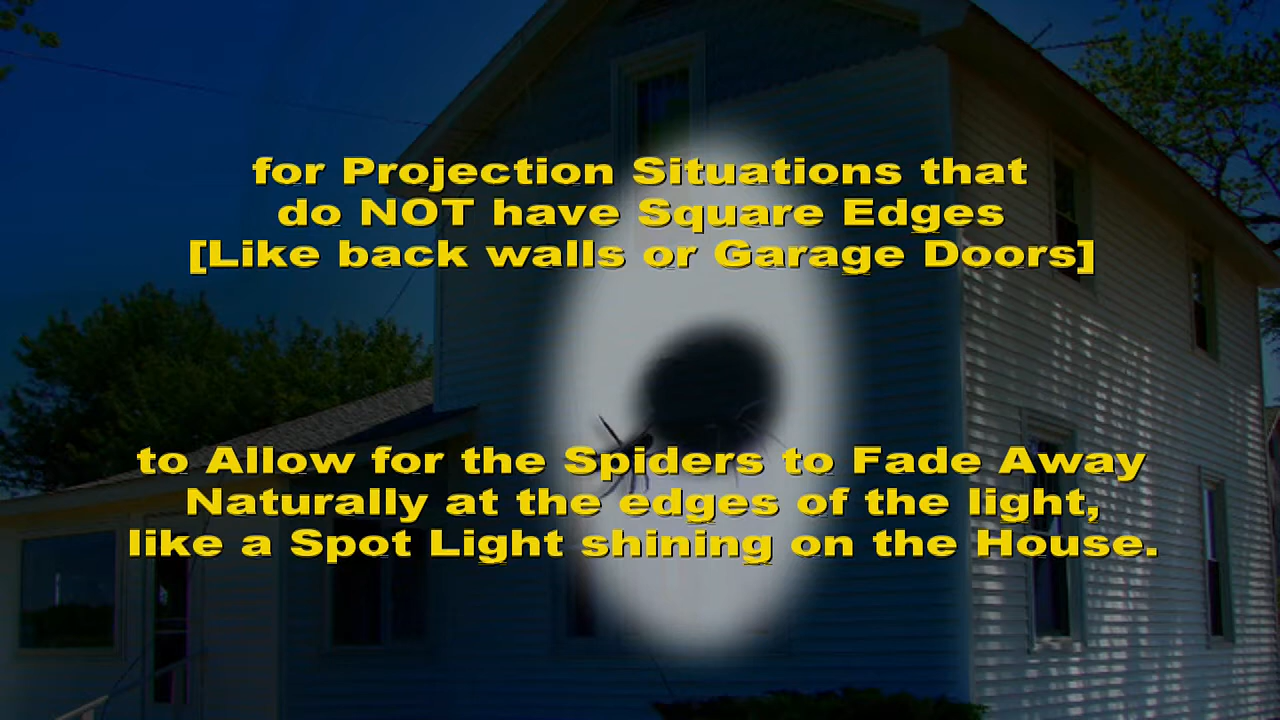 for Projection Situations that
do NOT have Square Edges
[Like back walls or Garage Doors]
to Allow for the Spiders to Fade Away
Naturally at the edges of the light,
like a Spot Light shining on the House.